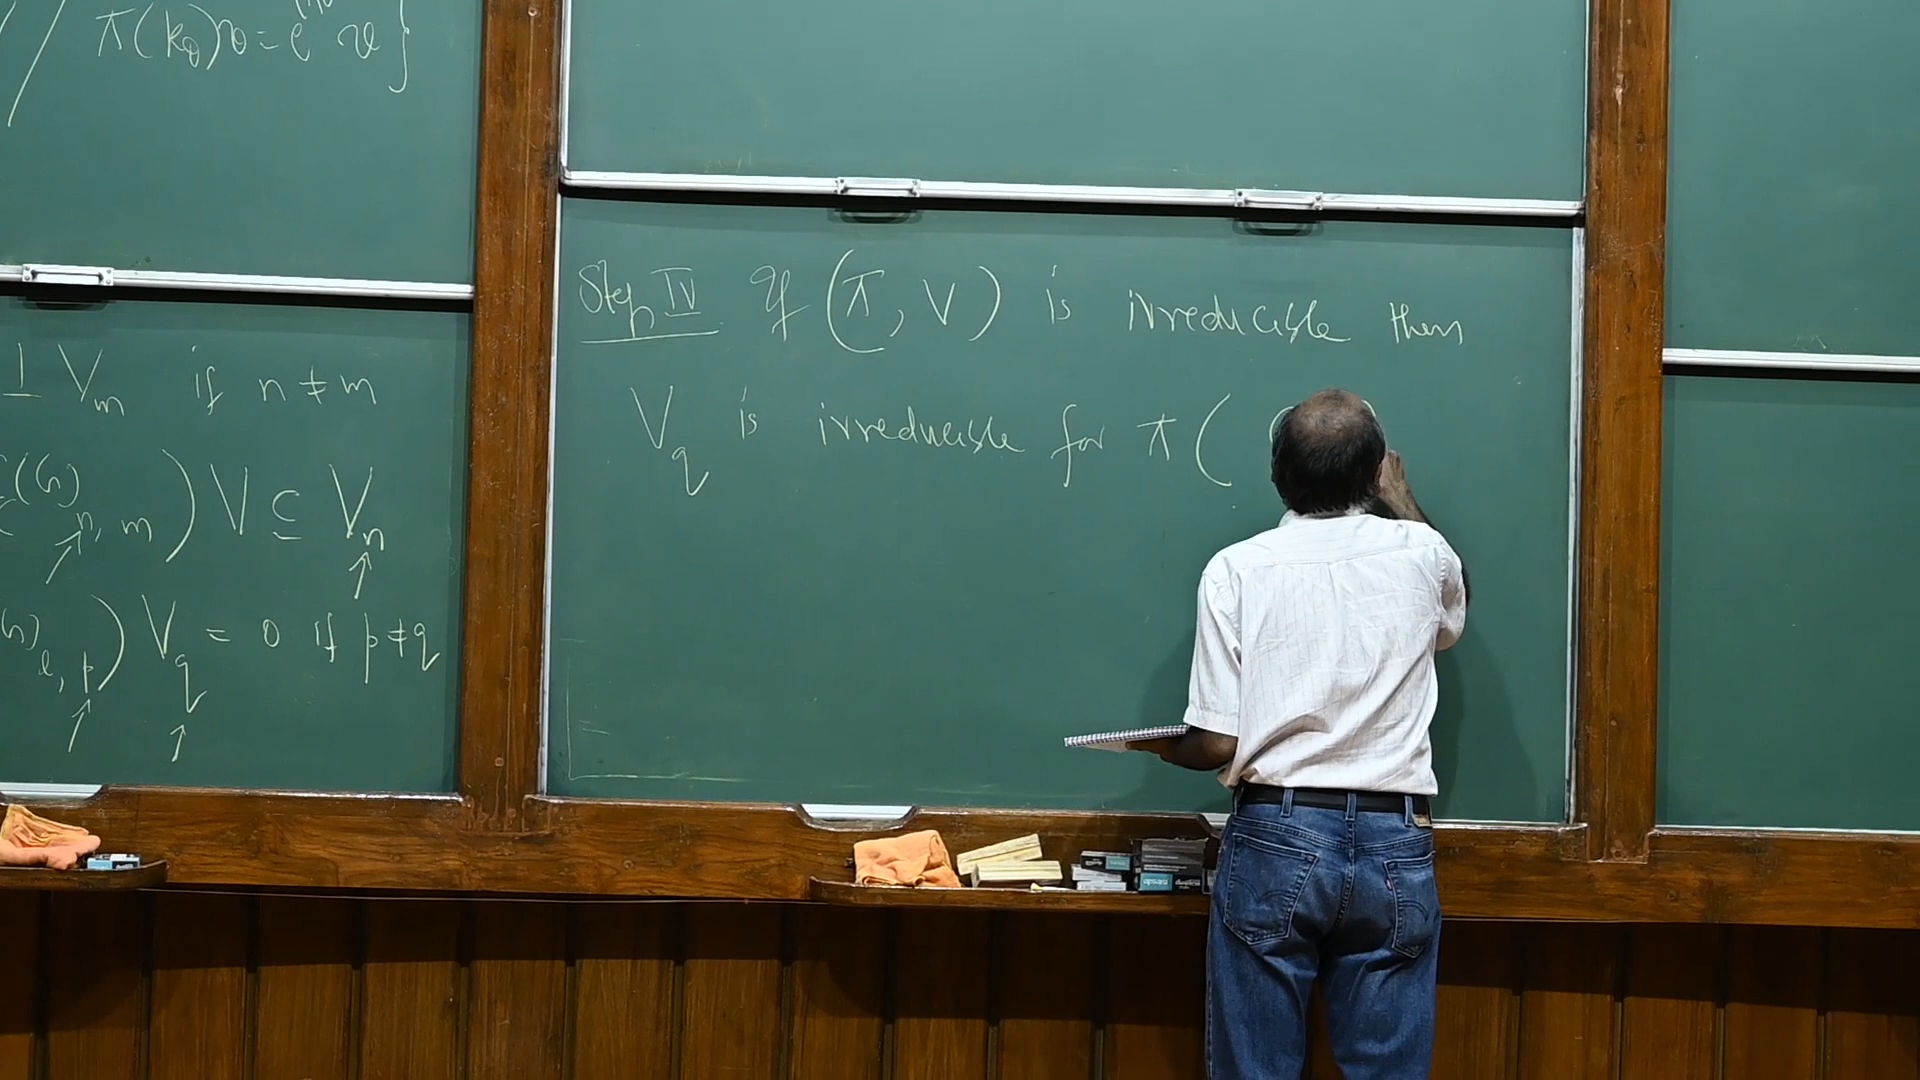 π(k_θ)v = e v }
⊥ V_m if n ≠ m
(G)_{n, m} ) V ⊆ V_n
(G)_{l, p} ) V_q = 0 if p ≠ q
Step IV If (π, V) is irreducible then
V_q is irreducible for π (